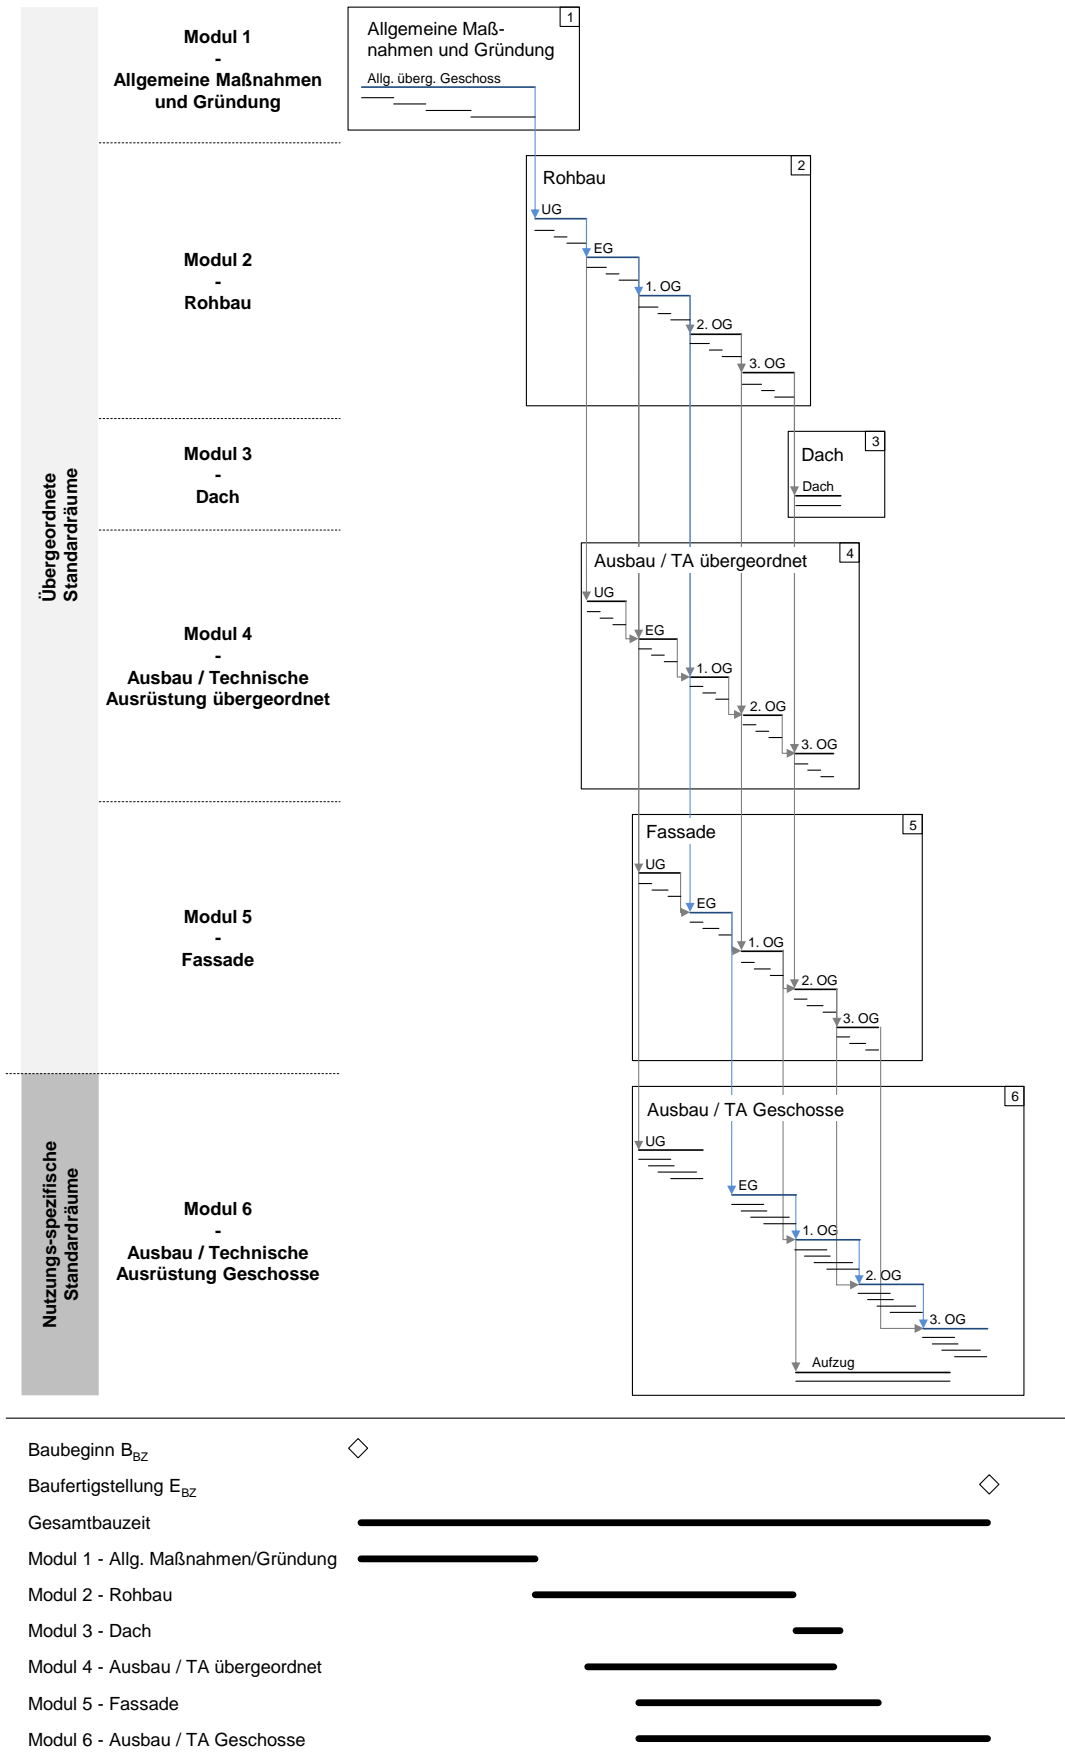 Übergeordnete
Standardräume
Nutzungs-spezifische
Standardräume
Modul 1
-
Allgemeine Maßnahmen
und Gründung
1
Allgemeine Maß-
nahmen und Gründung
Allg. überg. Geschoss
Modul 2
-
Rohbau
2
Rohbau
UG
EG
1. OG
2. OG
3. OG
Modul 3
-
Dach
3
Dach
Dach
Modul 4
-
Ausbau / Technische
Ausrüstung übergeordnet
4
Ausbau / TA übergeordnet
UG
EG
1. OG
2. OG
3. OG
Modul 5
-
Fassade
5
Fassade
UG
EG
1. OG
2. OG
3. OG
Modul 6
-
Ausbau / Technische
Ausrüstung Geschosse
6
Ausbau / TA Geschosse
UG
EG
1. OG
2. OG
3. OG
Aufzug
Baubeginn BBZ
Baufertigstellung EBZ
Gesamtbauzeit
Modul 1 - Allg. Maßnahmen/Gründung
Modul 2 - Rohbau
Modul 3 - Dach
Modul 4 - Ausbau / TA übergeordnet
Modul 5 - Fassade
Modul 6 - Ausbau / TA Geschosse